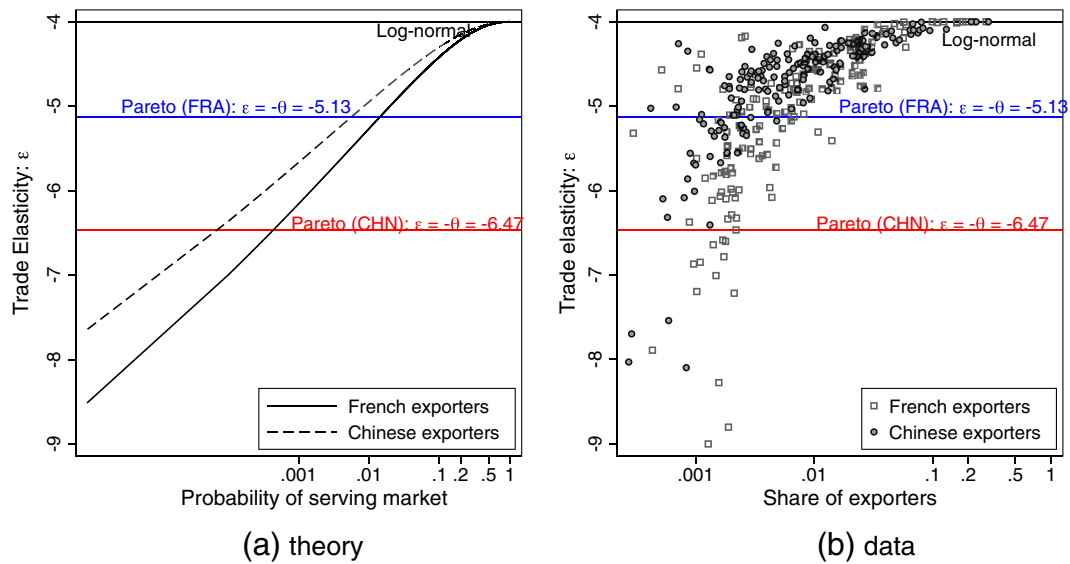 Trade Elasticity: ε
-4
-5
-6
-7
-8
-9
Log-normal
Pareto (FRA): ε = -θ = -5.13
Pareto (CHN): ε = -θ = -6.47
French exporters
Chinese exporters
.001 .01 .1 .2 .5 1
Probability of serving market
(a) theory
Trade elasticity: ε
-4
-5
-6
-7
-8
-9
Log-normal
Pareto (FRA): ε = -θ = -5.13
Pareto (CHN): ε = -θ = -6.47
French exporters
Chinese exporters
.001 .01 .1 .2 .5 1
Share of exporters
(b) data